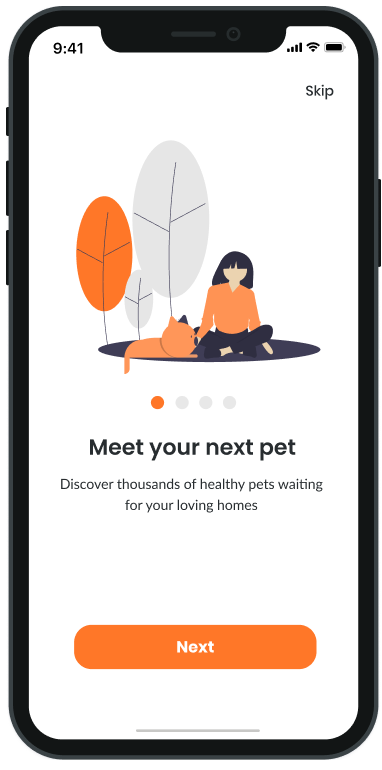 9:41
Skip
Meet your next pet
Discover thousands of healthy pets waiting
for your loving homes
Next